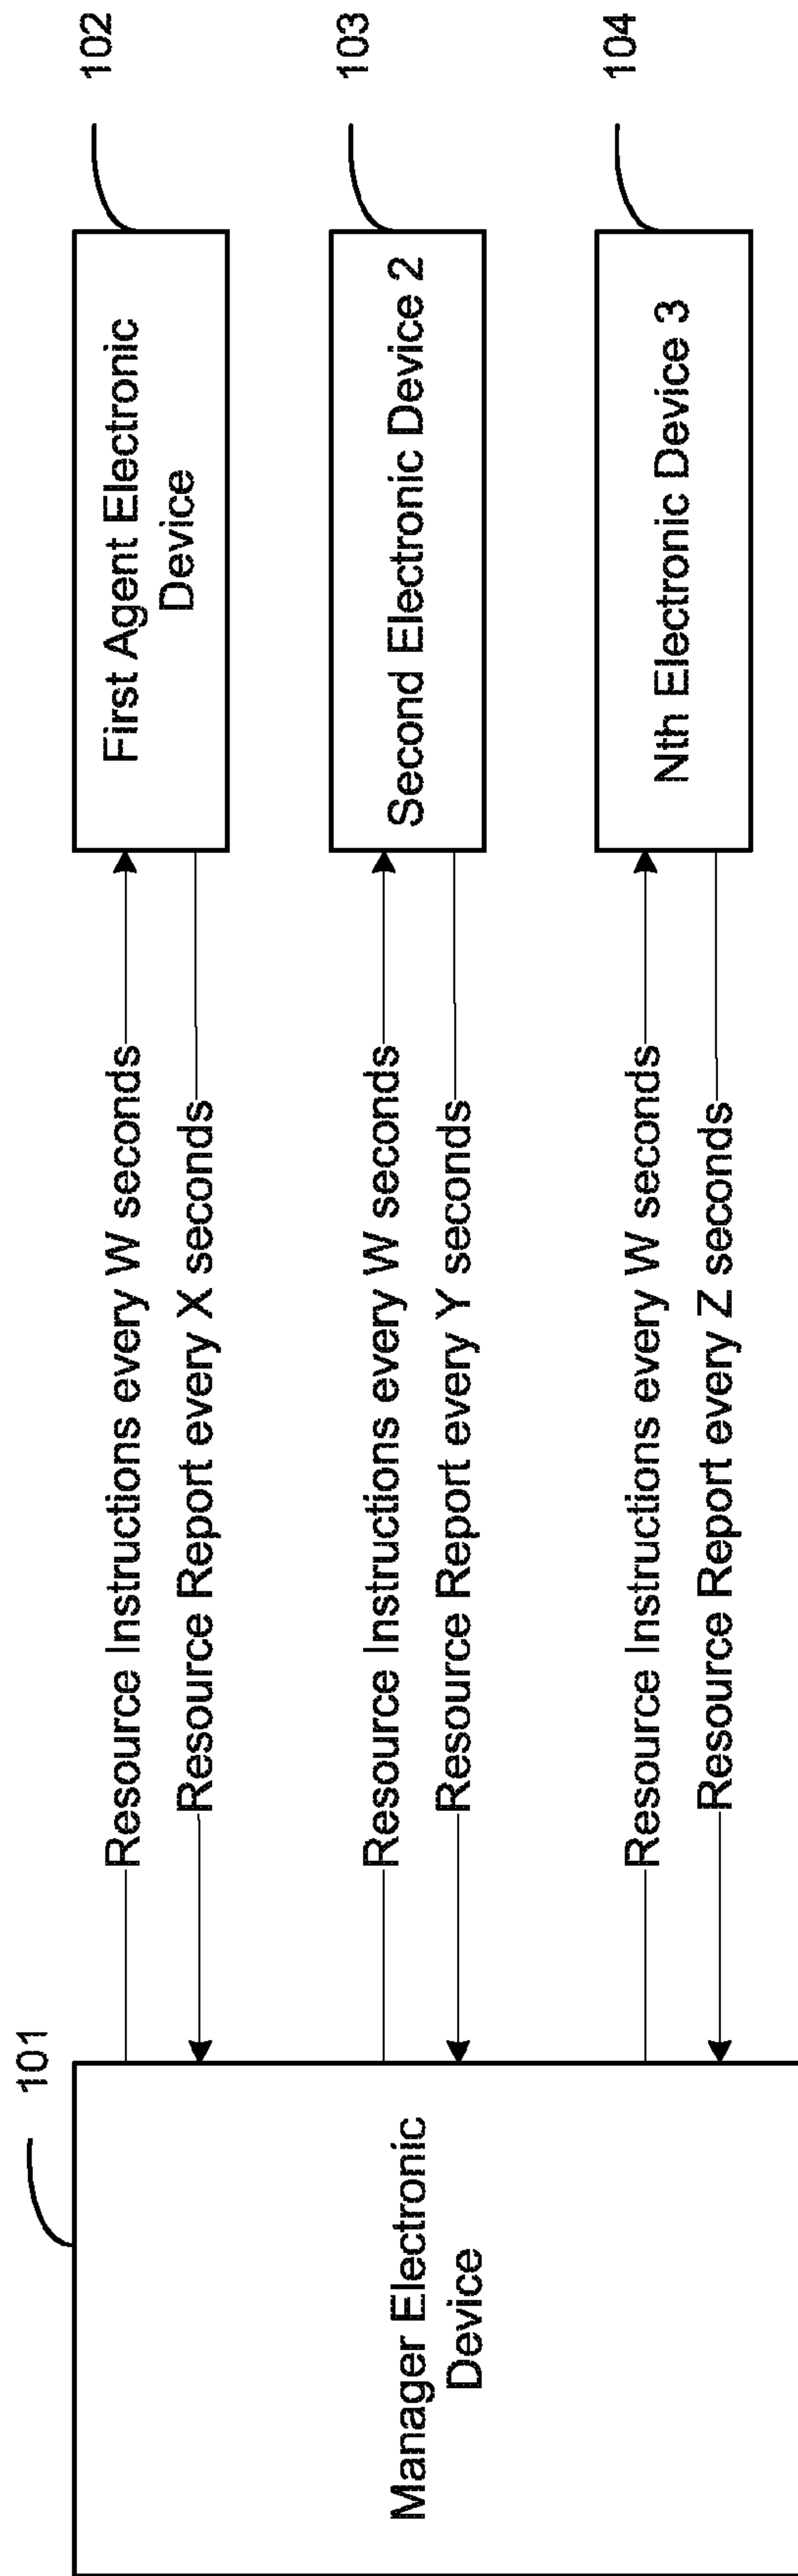 101
Manager Electronic
Device
Resource Instructions every W seconds
Resource Report every X seconds
First Agent Electronic
Device
102
Resource Instructions every W seconds
Resource Report every Y seconds
Second Electronic Device 2
103
Resource Instructions every W seconds
Resource Report every Z seconds
Nth Electronic Device 3
104